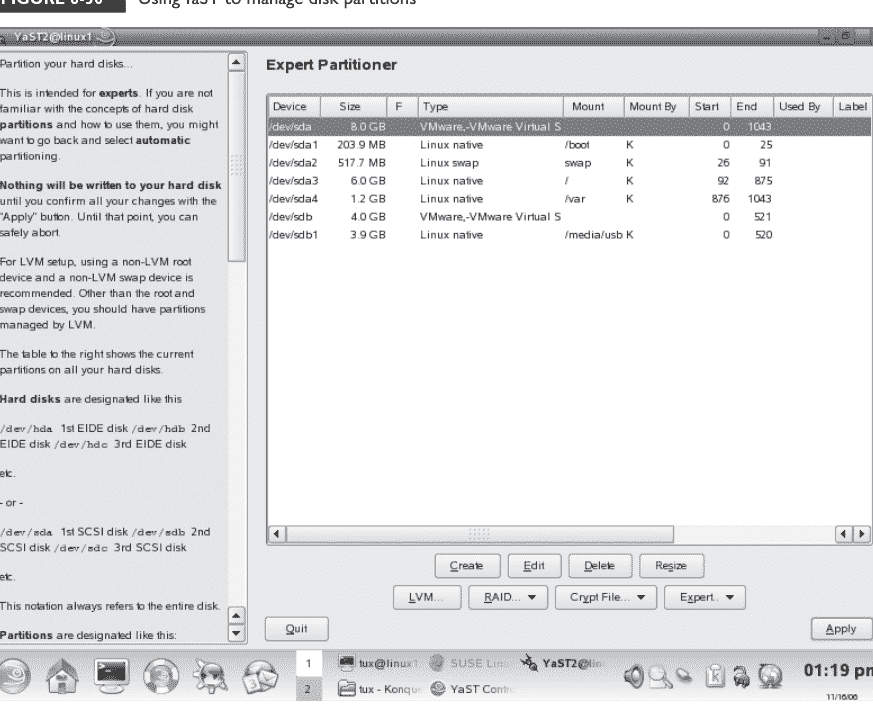 Using YaST to manage disk partitions
YaST2@linux1
Partition your hard disks...
This is intended for experts. If you are not
familiar with the concepts of hard disk
partitions and how to use them, you might
want to go back and select automatic
partitioning.
Nothing will be written to your hard disk
until you confirm all your changes with the
"Apply" button. Until that point, you can
safely abort.
For LVM setup, using a non-LVM root
device and a non-LVM swap device is
recommended. Other than the root and
swap devices, you should have partitions
managed by LVM.
The table to the right shows the current
partitions on all your hard disks.
Hard disks are designated like this
/dev/hda 1st EIDE disk /dev/hdb 2nd
EIDE disk /dev/hdc 3rd EIDE disk
etc.
- or -
/dev/sda 1st SCSI disk /dev/sdb 2nd
SCSI disk /dev/sdc 3rd SCSI disk
etc.
This notation always refers to the entire disk.
Partitions are designated like this:
Expert Partitioner
Device Size F Type Mount Mount By Start End Used By Label
/dev/sda 8.0 GB VMware,-VMware Virtual S 0 1043
/dev/sda1 203.9 MB Linux native /boot K 0 25
/dev/sda2 517.7 MB Linux swap swap K 26 91
/dev/sda3 6.0 GB Linux native / K 92 875
/dev/sda4 1.2 GB Linux native /var K 876 1043
/dev/sdb 4.0 GB VMware,-VMware Virtual S 0 521
/dev/sdb1 3.9 GB Linux native /media/usb K 0 520
Create Edit Delete Resize
LVM... RAID... Crypt File... Expert..
Quit Apply
1 tux@linux1 SUSE Linu YaST2@lin
2 tux - Konqu YaST Contr
01:19 pm
11/16/06